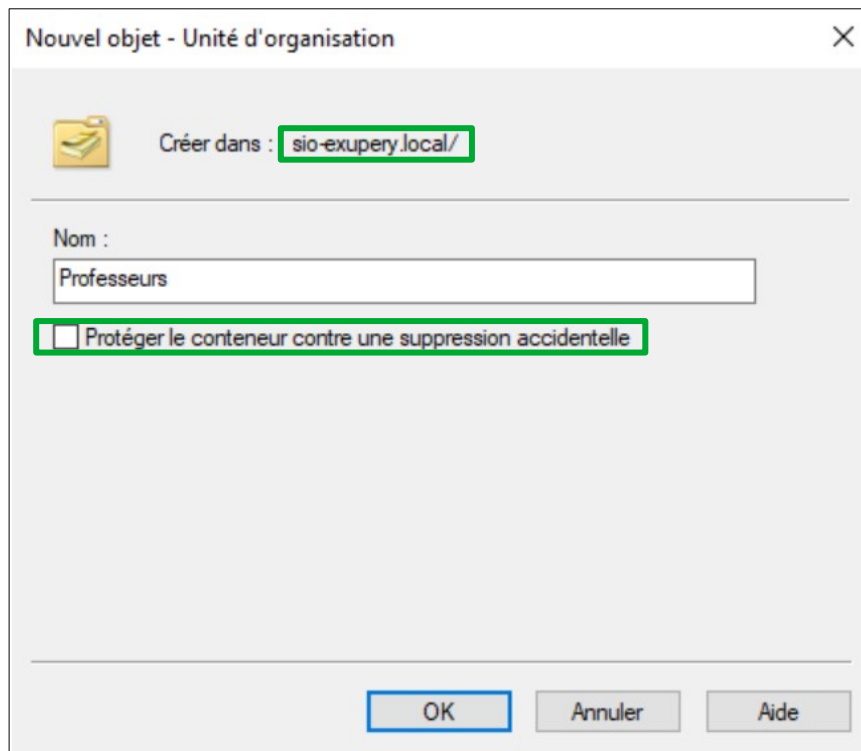 Nouvel objet - Unité d'organisation
Créer dans : sio-exupery.local/
Nom :
Professeurs
Protéger le conteneur contre une suppression accidentelle
OK Annuler Aide